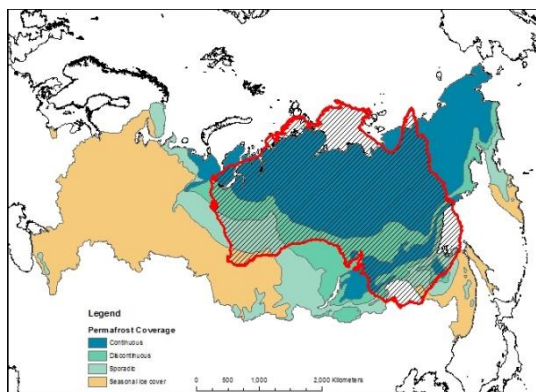 Legend
Permafrost Coverage
Continuous
Discontinuous
Sporadic
Seasonal ice cover
0 500 1,000 2,000 Kilometers